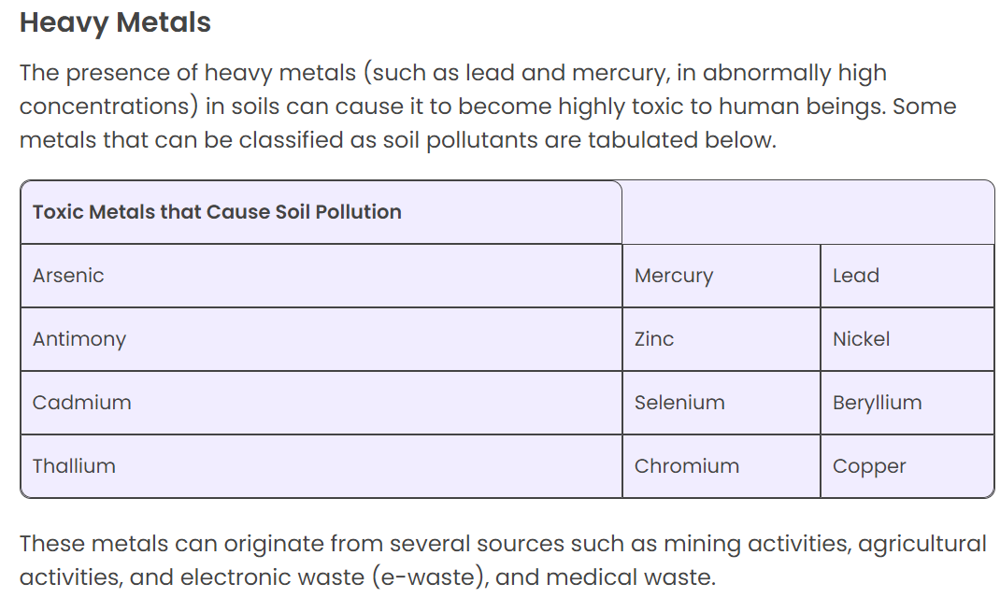 Heavy Metals
The presence of heavy metals (such as lead and mercury, in abnormally high
concentrations) in soils can cause it to become highly toxic to human beings. Some
metals that can be classified as soil pollutants are tabulated below.
Toxic Metals that Cause Soil Pollution
Arsenic Mercury Lead
Antimony Zinc Nickel
Cadmium Selenium Beryllium
Thallium Chromium Copper
These metals can originate from several sources such as mining activities, agricultural
activities, and electronic waste (e-waste), and medical waste.